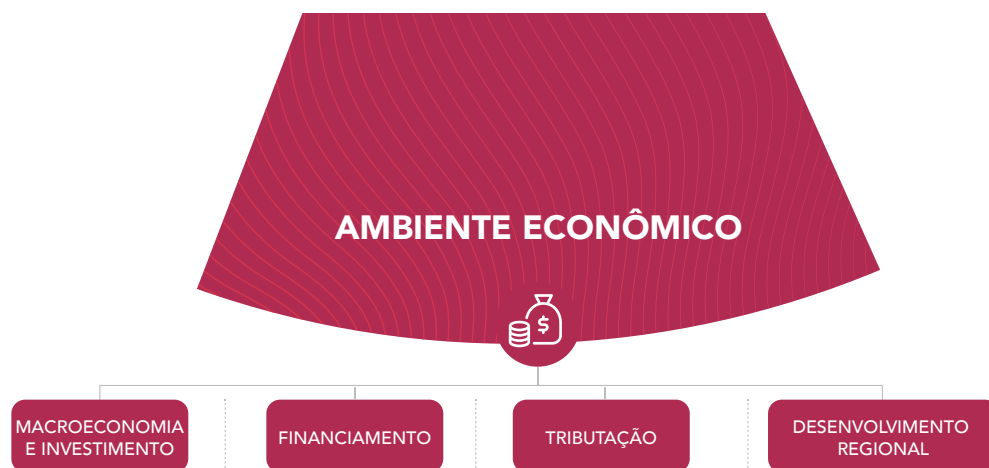 AMBIENTE ECONÔMICO
$
MACROECONOMIA
E INVESTIMENTO
FINANCIAMENTO
TRIBUTAÇÃO
DESENVOLVIMENTO
REGIONAL